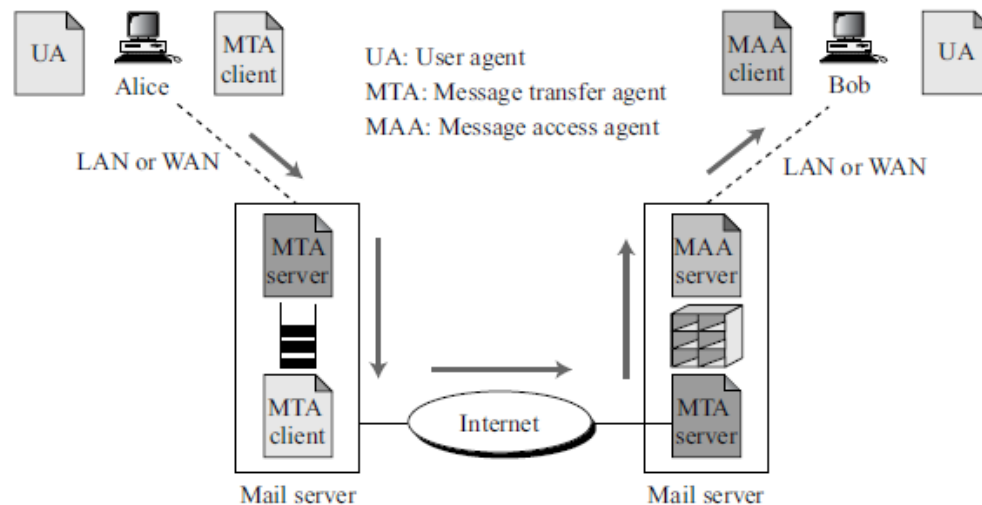 UA
Alice
MTA
client
UA: User agent
MTA: Message transfer agent
MAA: Message access agent
MAA
client
Bob
UA
LAN or WAN
LAN or WAN
MTA
server
MAA
server
MTA
client
Internet
MTA
server
Mail server
Mail server